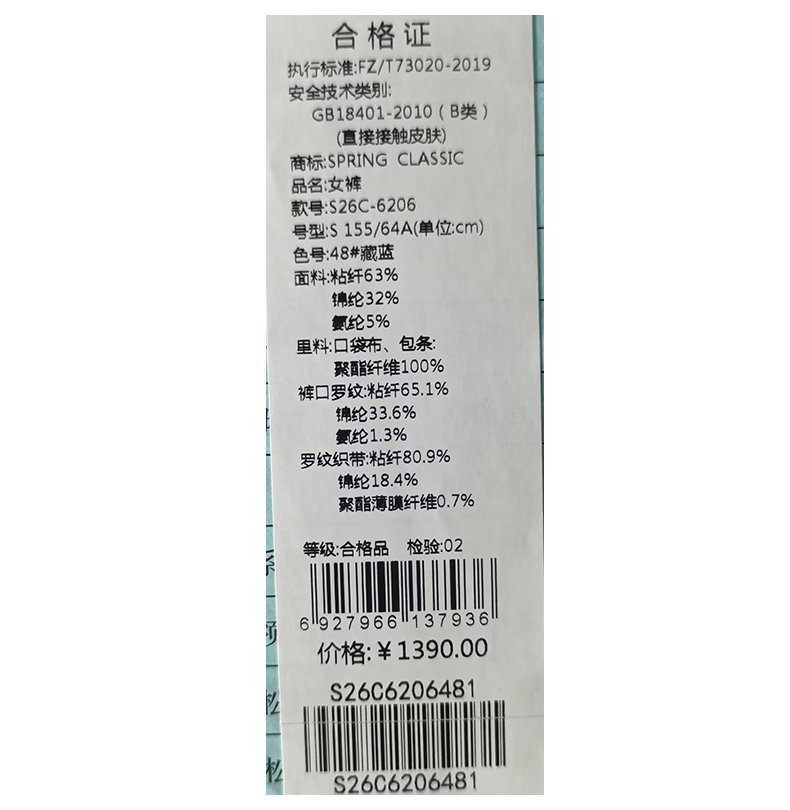 合格证
执行标准:FZ/T73020-2019
安全技术类别:
GB18401-2010（B类）
(直接接触皮肤)
商标:SPRING CLASSIC
品名:女裤
款号:S26C-6206
号型:S 155/64A(单位:cm)
色号:48#藏蓝
面料:粘纤63%
锦纶32%
氨纶5%
里料:口袋布、包条:
聚酯纤维100%
裤口罗纹:粘纤65.1%
锦纶33.6%
氨纶1.3%
罗纹织带:粘纤80.9%
锦纶18.4%
聚酯薄膜纤维0.7%
等级:合格品 检验:02
6 927966 137936
价格:￥1390.00
S26C6206481
S26C6206481